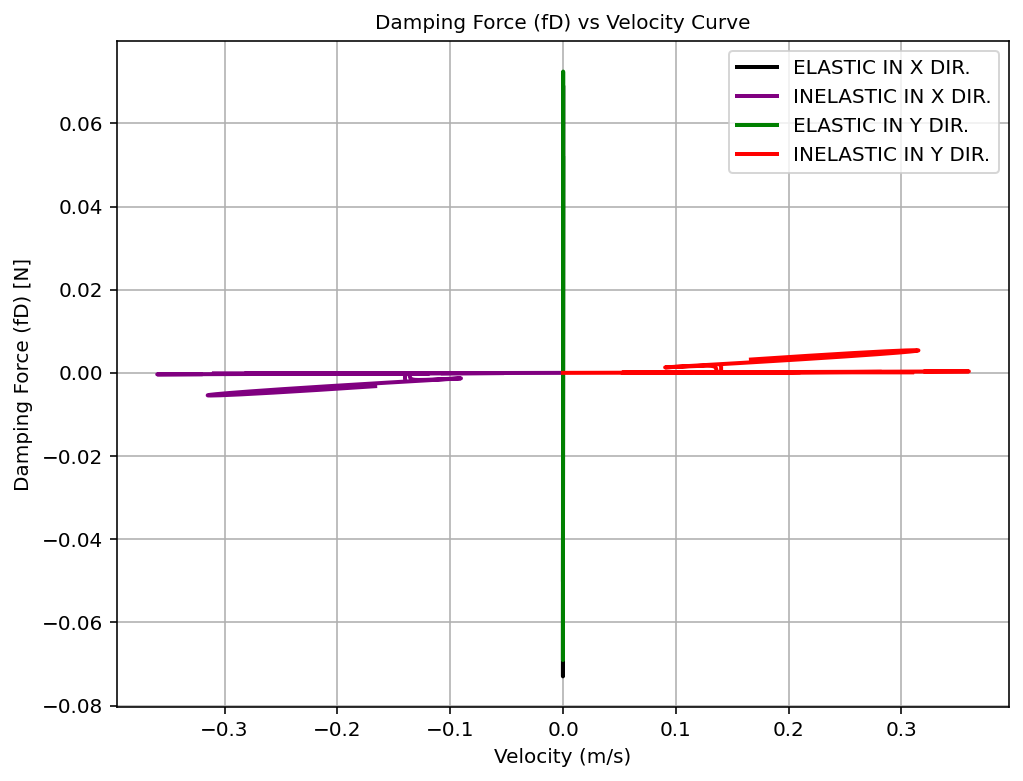 Damping Force (fD) vs Velocity Curve
ELASTIC IN X DIR.
INELASTIC IN X DIR.
ELASTIC IN Y DIR.
INELASTIC IN Y DIR.
Damping Force (fD) [N]
0.06
0.04
0.02
0.00
−0.02
−0.04
−0.06
−0.08
−0.3 −0.2 −0.1 0.0 0.1 0.2 0.3
Velocity (m/s)